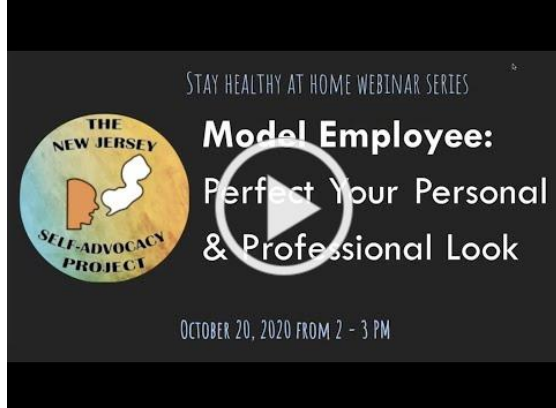 STAY HEALTHY AT HOME WEBINAR SERIES
THE
NEW JERSEY
SELF-ADVOCACY
PROJECT
Model Employee:
Perfect Your Personal
& Professional Look
OCTOBER 20, 2020 FROM 2 - 3 PM